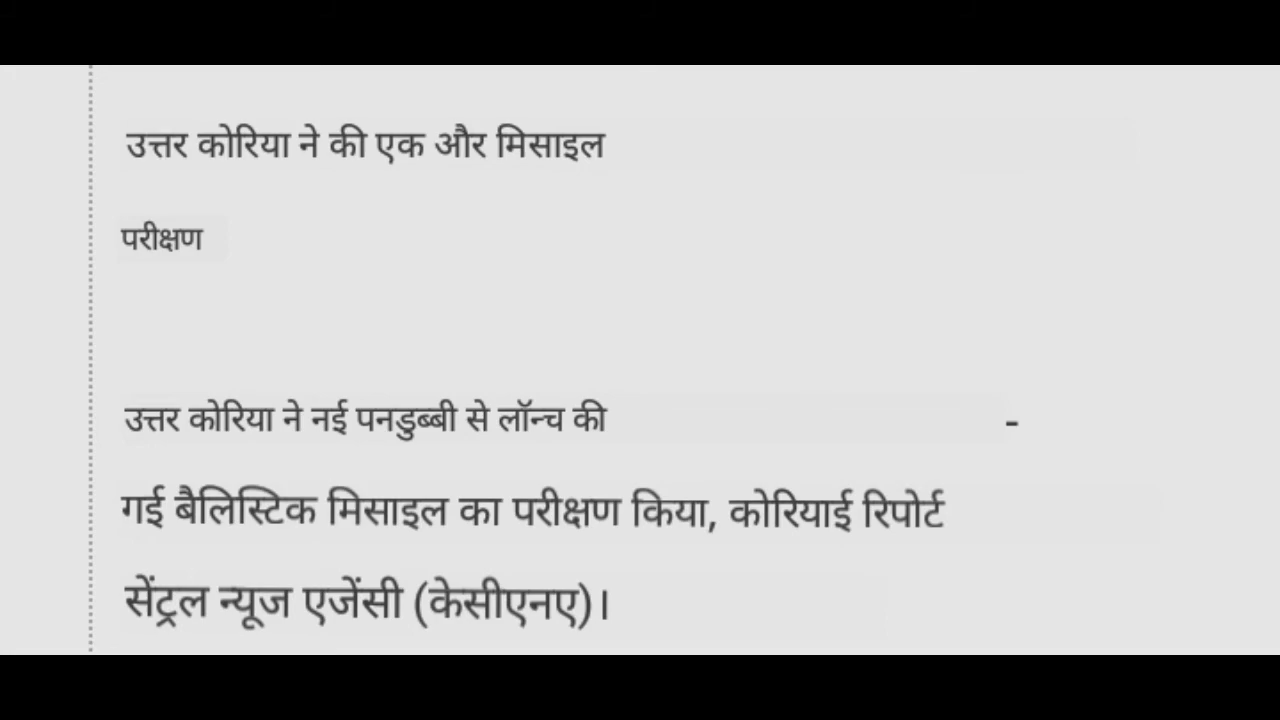 उत्तर कोरिया ने की एक और मिसाइल
परीक्षण
उत्तर कोरिया ने नई पनडुब्बी से लॉन्च की -
गई बैलिस्टिक मिसाइल का परीक्षण किया, कोरियाई रिपोर्ट
सेंट्रल न्यूज एजेंसी (केसीएनए)।